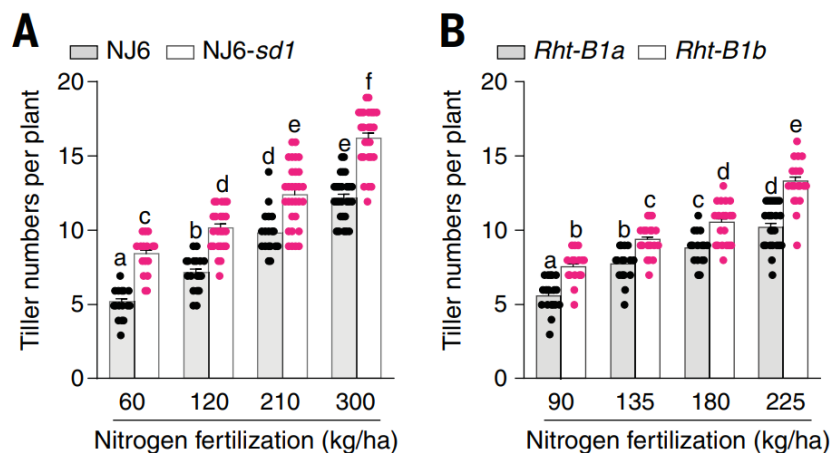 A
NJ6 NJ6-sd1
Tiller numbers per plant
20
15
10
5
0
a c b d d e e f
60 120 210 300
Nitrogen fertilization (kg/ha)
B
Rht-B1a Rht-B1b
Tiller numbers per plant
20
15
10
5
0
a b b c c d d e
90 135 180 225
Nitrogen fertilization (kg/ha)